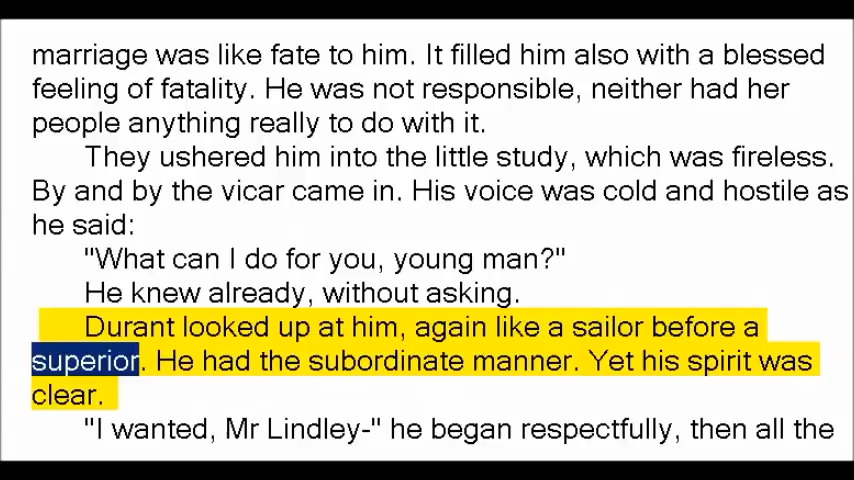 marriage was like fate to him. It filled him also with a blessed
feeling of fatality. He was not responsible, neither had her
people anything really to do with it.
They ushered him into the little study, which was fireless.
By and by the vicar came in. His voice was cold and hostile as
he said:
"What can I do for you, young man?"
He knew already, without asking.
Durant looked up at him, again like a sailor before a
superior. He had the subordinate manner. Yet his spirit was
clear.
"I wanted, Mr Lindley-" he began respectfully, then all the